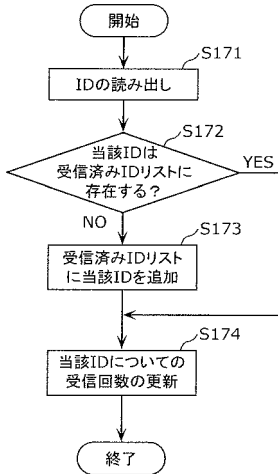 開始
S171
IDの読み出し
S172
当該IDは
受信済みIDリストに
存在する？
YES
NO
S173
受信済みIDリスト
に当該IDを追加
S174
当該IDについての
受信回数の更新
終了